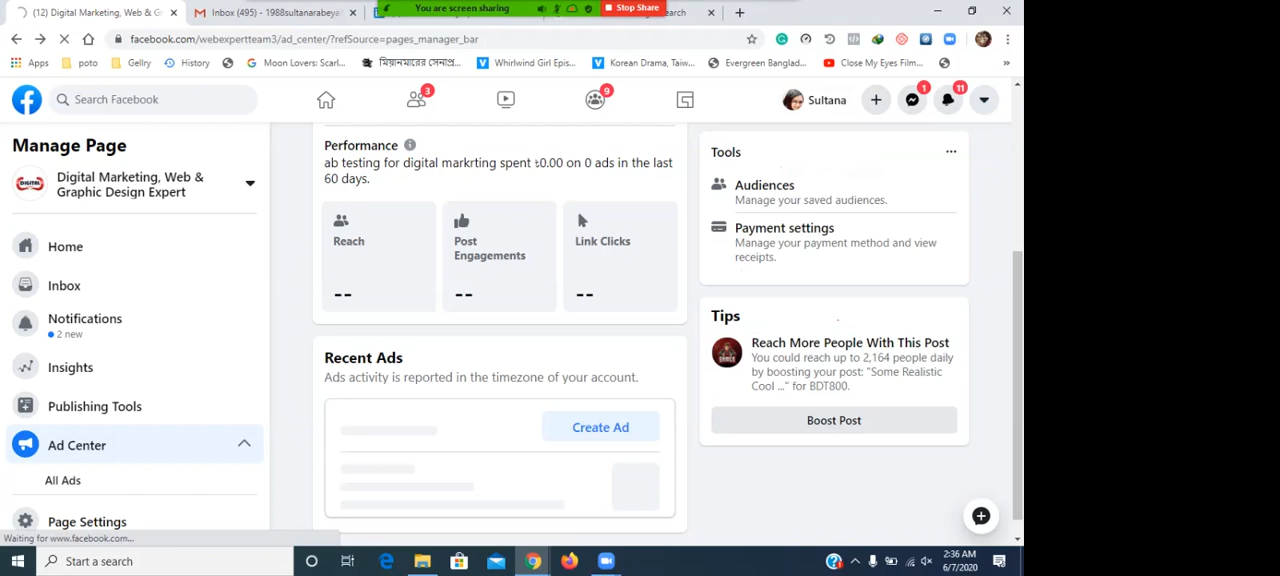 (12) Digital Marketing, Web & G
Inbox (495) - 1988sultanarabeya
You are screen sharing
Stop Share
earch
facebook.com/webexpertteam3/ad_center/?refSource=pages_manager_bar
Apps
poto
Gellry
History
Moon Lovers: Scarl...
মিয়ানমারের সেনাপ্র...
Whirlwind Girl Epis...
Korean Drama, Taiw...
Evergreen Banglad...
Close My Eyes Film...
Search Facebook
3
9
Sultana
1
11
Manage Page
Digital Marketing, Web &
Graphic Design Expert
Home
Inbox
Notifications
2 new
Insights
Publishing Tools
Ad Center
All Ads
Page Settings
Waiting for www.facebook.com...
Performance
ab testing for digital markrting spent ৳0.00 on 0 ads in the last
60 days.
Reach
--
Post
Engagements
--
Link Clicks
--
Recent Ads
Ads activity is reported in the timezone of your account.
Create Ad
Tools
Audiences
Manage your saved audiences.
Payment settings
Manage your payment method and view
receipts.
Tips
Reach More People With This Post
You could reach up to 2,164 people daily
by boosting your post: "Some Realistic
Cool ..." for BDT800.
Boost Post
Start a search
2:36 AM
6/7/2020